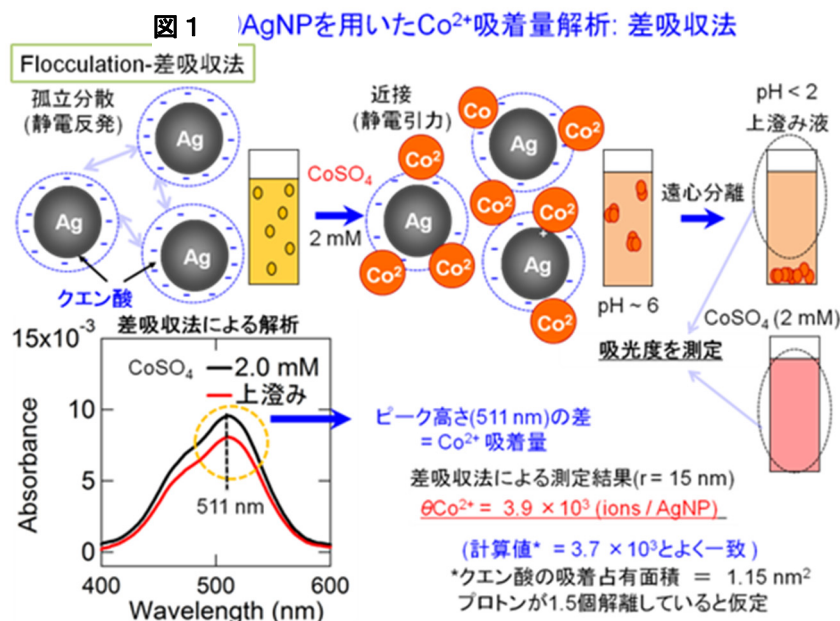 図1
)AgNPを用いたCo²⁺吸着量解析: 差吸収法
Flocculation-差吸収法
孤立分散
(静電反発)
近接
(静電引力)
pH < 2
上澄み液
Ag
Ag
Ag
クエン酸
CoSO₄
2 mM
Co
Co²
Co²
Co²
Co²
Co²
Co²
Co²
Ag
Ag
Ag
+
pH ~ 6
遠心分離
CoSO₄ (2 mM)
吸光度を測定
差吸収法による解析
15x10⁻³
10
5
0
Absorbance
CoSO₄
2.0 mM
上澄み
511 nm
400
500
600
Wavelength (nm)
ピーク高さ(511 nm)の差
= Co²⁺ 吸着量
差吸収法による測定結果(r = 15 nm)
θCo²⁺ = 3.9 × 10³ (ions / AgNP)
(計算値* = 3.7 × 10³とよく一致)
*クエン酸の吸着占有面積 = 1.15 nm²
プロトンが1.5個解離していると仮定